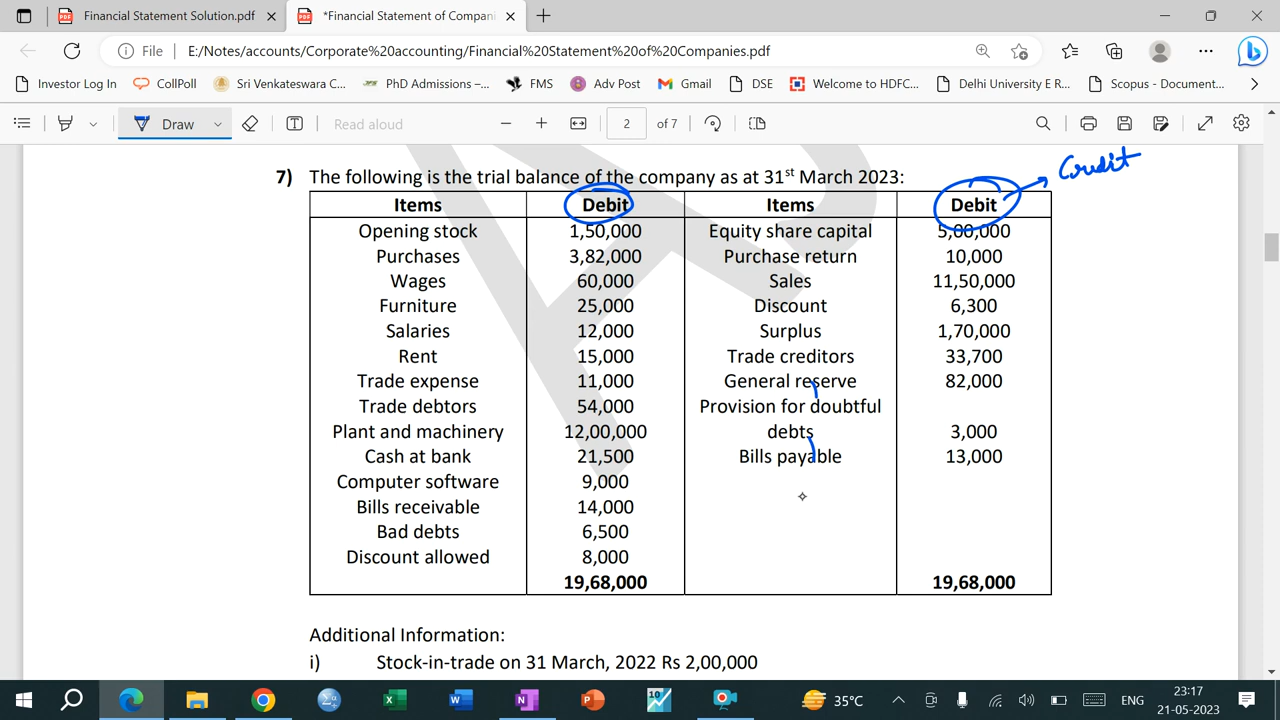 Financial Statement Solution.pdf
*Financial Statement of Compani
File
E:/Notes/accounts/Corporate%20accounting/Financial%20Statement%20of%20Companies.pdf
Investor Log In
CollPoll
Sri Venkateswara C...
PhD Admissions –...
FMS
Adv Post
Gmail
DSE
Welcome to HDFC...
Delhi University E R...
Scopus - Document...
Draw
Read aloud
2
of 7
Credit
7) The following is the trial balance of the company as at 31st March 2023:
Items Debit Items Debit
Opening stock 1,50,000 Equity share capital 5,00,000
Purchases 3,82,000 Purchase return 10,000
Wages 60,000 Sales 11,50,000
Furniture 25,000 Discount 6,300
Salaries 12,000 Surplus 1,70,000
Rent 15,000 Trade creditors 33,700
Trade expense 11,000 General reserve 82,000
Trade debtors 54,000 Provision for doubtful
Plant and machinery 12,00,000 debts 3,000
Cash at bank 21,500 Bills payable 13,000
Computer software 9,000
Bills receivable 14,000
Bad debts 6,500
Discount allowed 8,000
19,68,000 19,68,000
Additional Information:
i) Stock-in-trade on 31 March, 2022 Rs 2,00,000
35°C
ENG
23:17
21-05-2023